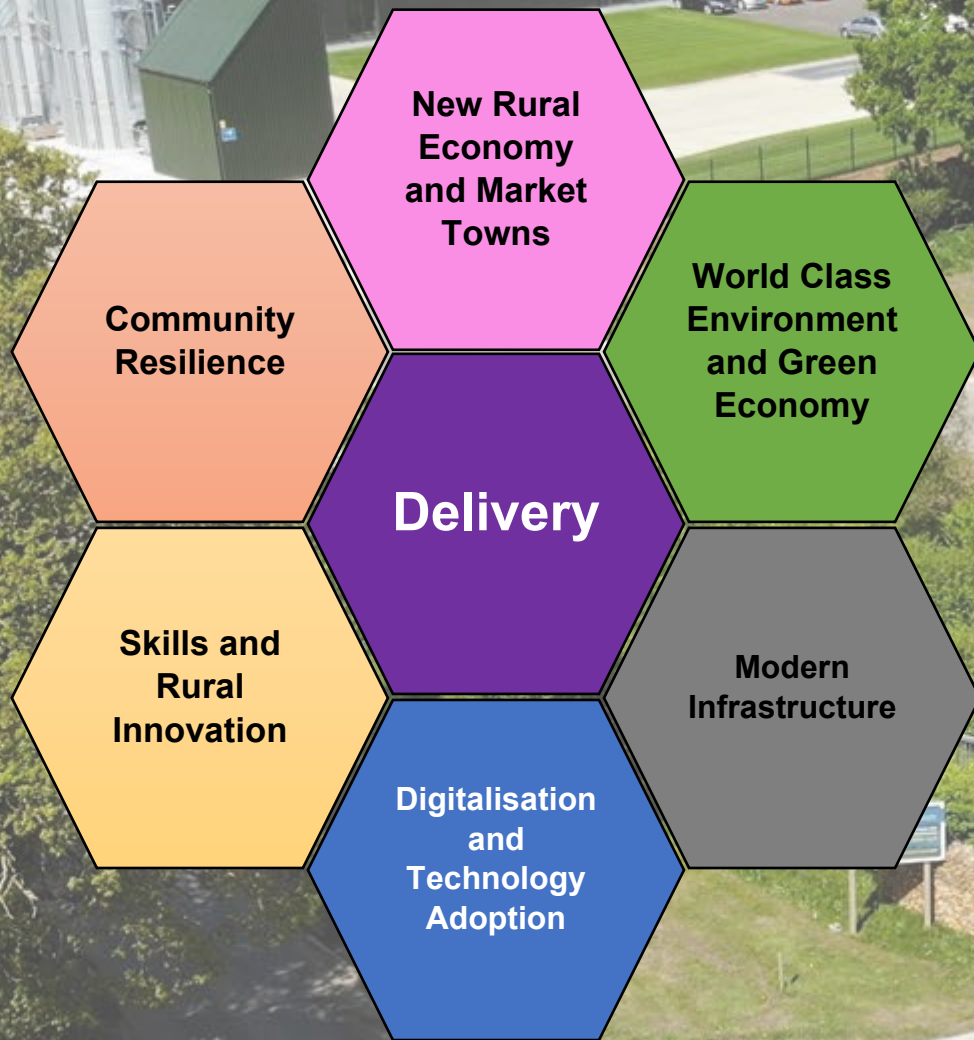 New Rural
Economy
and Market
Towns
World Class
Environment
and Green
Economy
Community
Resilience
Delivery
Skills and
Rural
Innovation
Modern
Infrastructure
Digitalisation
and
Technology
Adoption